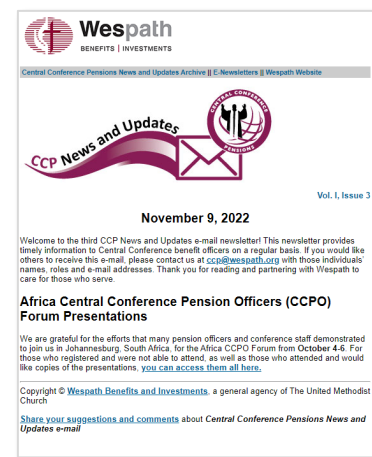 Wespath
BENEFITS | INVESTMENTS
Central Conference Pensions News and Updates Archive || E-Newsletters || Wespath Website
CCP News and Updates
CENTRAL CONFERENCE
PENSIONS
Vol. I, Issue 3
November 9, 2022
Welcome to the third CCP News and Updates e-mail newsletter! This newsletter provides
timely information to Central Conference benefit officers on a regular basis. If you would like
others to receive this e-mail, please contact us at ccp@wespath.org with those individuals'
names, roles and e-mail addresses. Thank you for reading and partnering with Wespath to
care for those who serve.
Africa Central Conference Pension Officers (CCPO)
Forum Presentations
We are grateful for the efforts that many pension officers and conference staff demonstrated
to join us in Johannesburg, South Africa, for the Africa CCPO Forum from October 4-6. For
those who registered and were not able to attend, as well as those who attended and would
like copies of the presentations, you can access them all here.
Copyright © Wespath Benefits and Investments, a general agency of The United Methodist
Church
Share your suggestions and comments about Central Conference Pensions News and
Updates e-mail